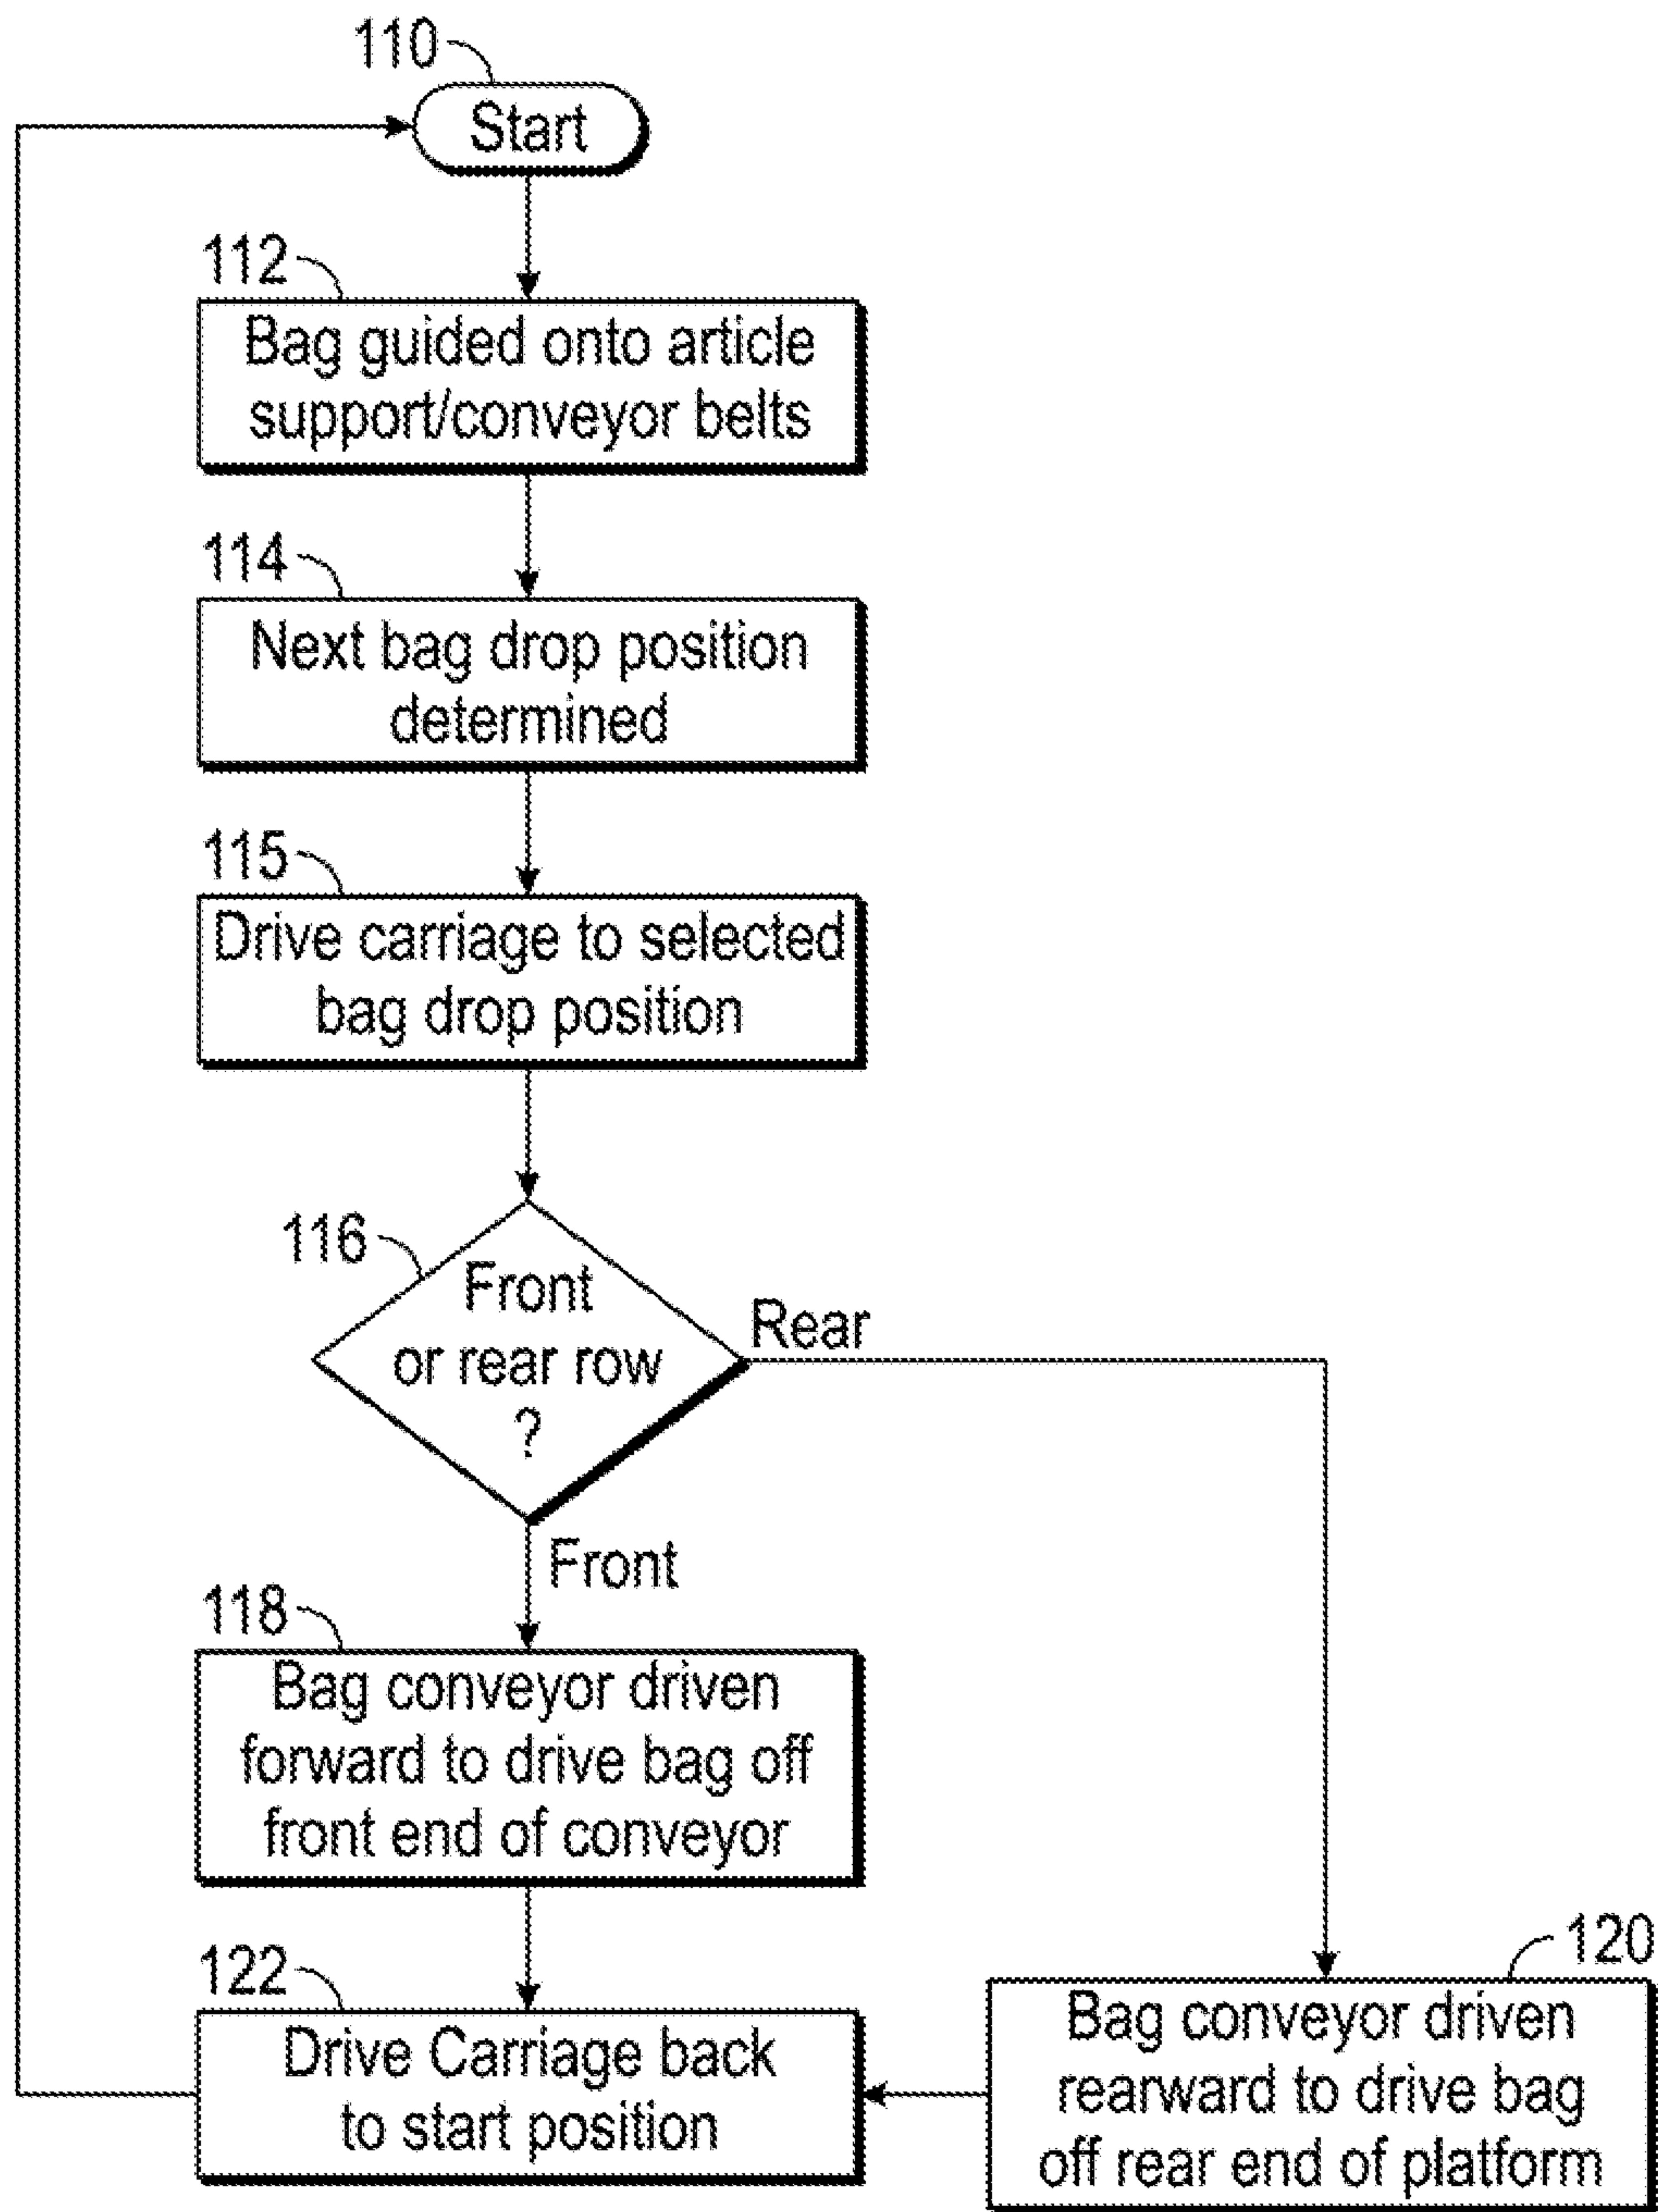 110
Start
112
Bag guided onto article
support/conveyor belts
114
Next bag drop position
determined
115
Drive carriage to selected
bag drop position
116
Front
or rear row
?
Rear
Front
118
Bag conveyor driven
forward to drive bag off
front end of conveyor
122
Drive Carriage back
to start position
120
Bag conveyor driven
rearward to drive bag
off rear end of platform